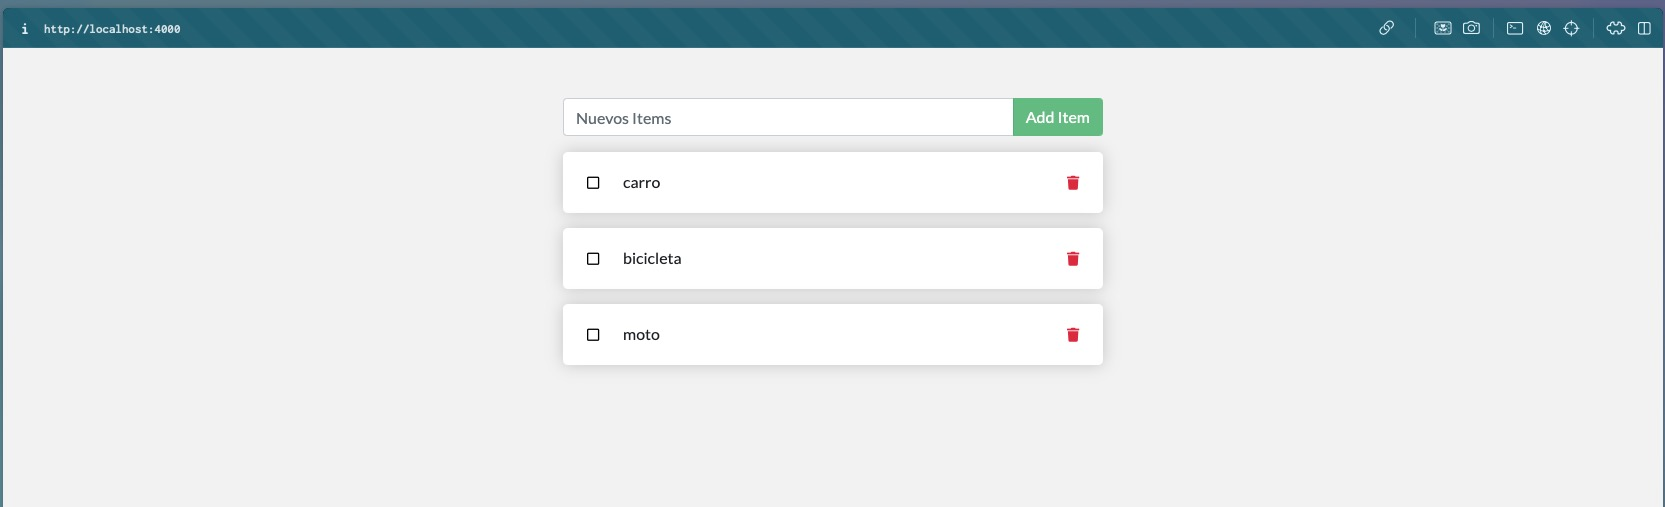 i http://localhost:4000
Nuevos Items Add Item
carro
bicicleta
moto